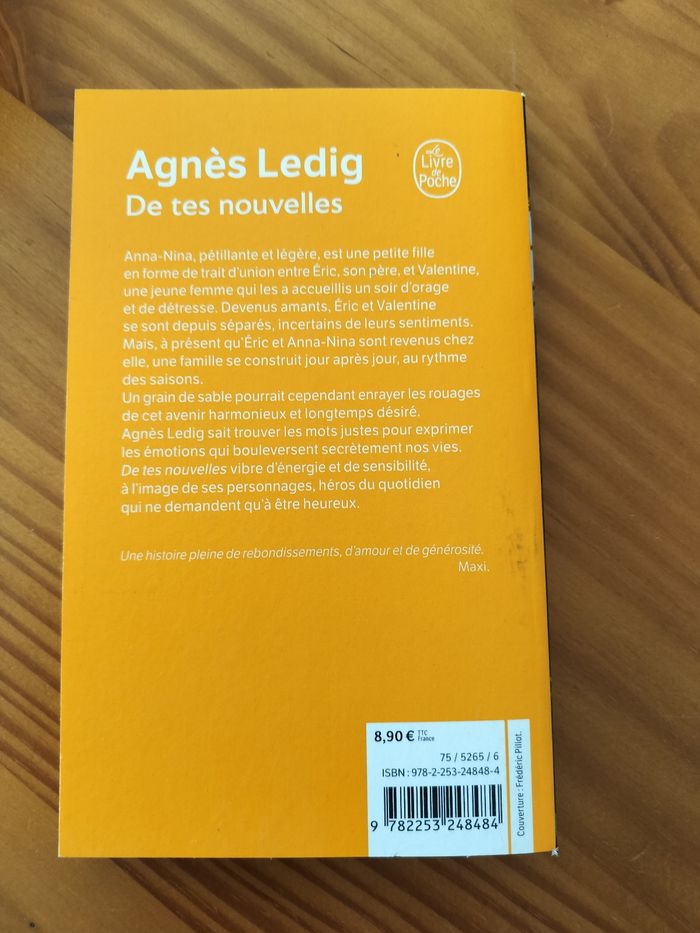 Agnès Ledig
De tes nouvelles
Le
Livre
de
Poche
Anna-Nina, pétillante et légère, est une petite fille
en forme de trait d'union entre Éric, son père, et Valentine,
une jeune femme qui les a accueillis un soir d'orage
et de détresse. Devenus amants, Éric et Valentine
se sont depuis séparés, incertains de leurs sentiments.
Mais, à présent qu'Éric et Anna-Nina sont revenus chez
elle, une famille se construit jour après jour, au rythme
des saisons.
Un grain de sable pourrait cependant enrayer les rouages
de cet avenir harmonieux et longtemps désiré.
Agnès Ledig sait trouver les mots justes pour exprimer
les émotions qui bouleversent secrètement nos vies.
De tes nouvelles vibre d'énergie et de sensibilité,
à l'image de ses personnages, héros du quotidien
qui ne demandent qu'à être heureux.
Une histoire pleine de rebondissements, d'amour et de générosité.
Maxi.
8,90 € TTC
France
75 / 5265 / 6
ISBN : 978-2-253-24848-4
9 782253 248484
Couverture : Frédéric Pillot.